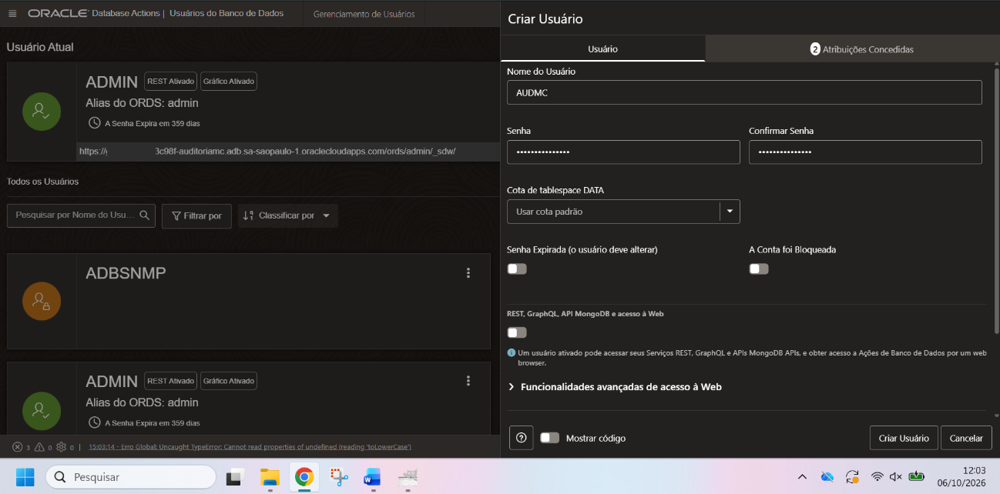 ORACLE Database Actions | Usuários do Banco de Dados
Gerenciamento de Usuários
Usuário Atual
ADMIN REST Ativado Gráfico Ativado
Alias do ORDS: admin
A Senha Expira em 359 dias
https:// 3c98f-auditoriamc.adb.sa-saopaulo-1.oraclecloudapps.com/ords/admin/_sdw/
Todos os Usuários
Pesquisar por Nome do Usu...
Filtrar por
Classificar por
ADBSNMP
ADMIN REST Ativado Gráfico Ativado
Alias do ORDS: admin
A Senha Expira em 359 dias
3 0 0 | 15:03:14 - Erro Global: Uncaught TypeError: Cannot read properties of undefined (reading 'toLowerCase')
Criar Usuário
Usuário
2 Atribuições Concedidas
Nome do Usuário
AUDMC
Senha
Confirmar Senha
•••••••••••••••
•••••••••••••••
Cota de tablespace DATA
Usar cota padrão
Senha Expirada (o usuário deve alterar)
A Conta foi Bloqueada
REST, GraphQL, API MongoDB e acesso à Web
Um usuário ativado pode acessar seus Serviços REST, GraphQL e APIs MongoDB APIs, e obter acesso a Ações de Banco de Dados por um web
browser.
Funcionalidades avançadas de acesso à Web
Mostrar código
Criar Usuário
Cancelar
Pesquisar
12:03
06/10/2026